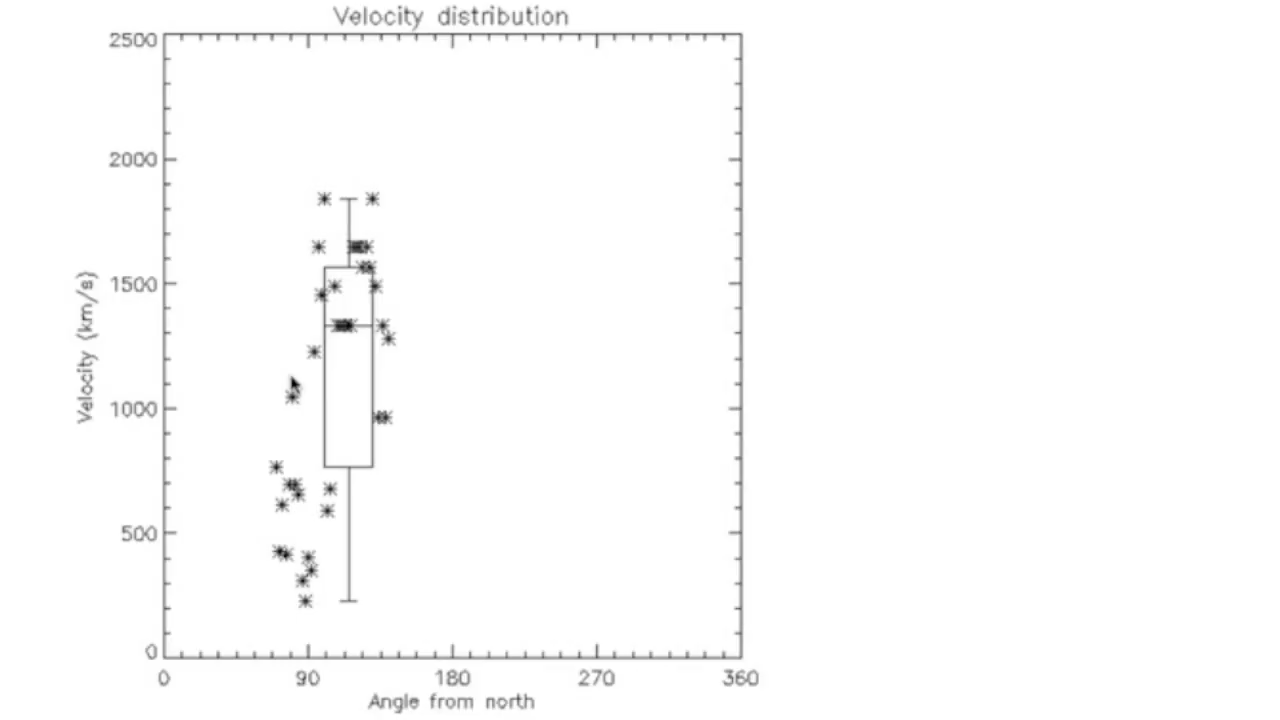 Velocity distribution
2500
2000
1500
1000
500
0
Velocity (km/s)
0 90 180 270 360
Angle from north